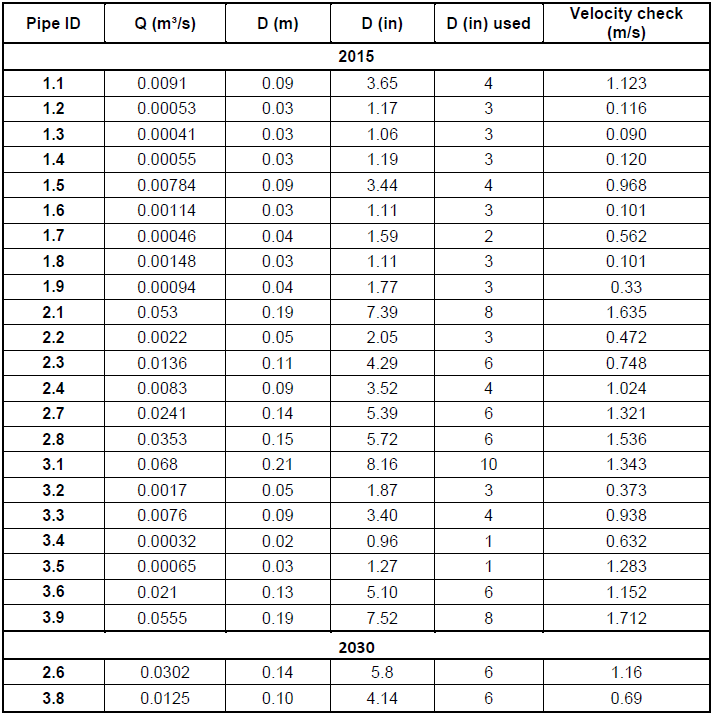 Pipe ID Q (m³/s) D (m) D (in) D (in) used Velocity check (m/s)
2015
1.1 0.0091 0.09 3.65 4 1.123
1.2 0.00053 0.03 1.17 3 0.116
1.3 0.00041 0.03 1.06 3 0.090
1.4 0.00055 0.03 1.19 3 0.120
1.5 0.00784 0.09 3.44 4 0.968
1.6 0.00114 0.03 1.11 3 0.101
1.7 0.00046 0.04 1.59 2 0.562
1.8 0.00148 0.03 1.11 3 0.101
1.9 0.00094 0.04 1.77 3 0.33
2.1 0.053 0.19 7.39 8 1.635
2.2 0.0022 0.05 2.05 3 0.472
2.3 0.0136 0.11 4.29 6 0.748
2.4 0.0083 0.09 3.52 4 1.024
2.7 0.0241 0.14 5.39 6 1.321
2.8 0.0353 0.15 5.72 6 1.536
3.1 0.068 0.21 8.16 10 1.343
3.2 0.0017 0.05 1.87 3 0.373
3.3 0.0076 0.09 3.40 4 0.938
3.4 0.00032 0.02 0.96 1 0.632
3.5 0.00065 0.03 1.27 1 1.283
3.6 0.021 0.13 5.10 6 1.152
3.9 0.0555 0.19 7.52 8 1.712
2030
2.6 0.0302 0.14 5.8 6 1.16
3.8 0.0125 0.10 4.14 6 0.69